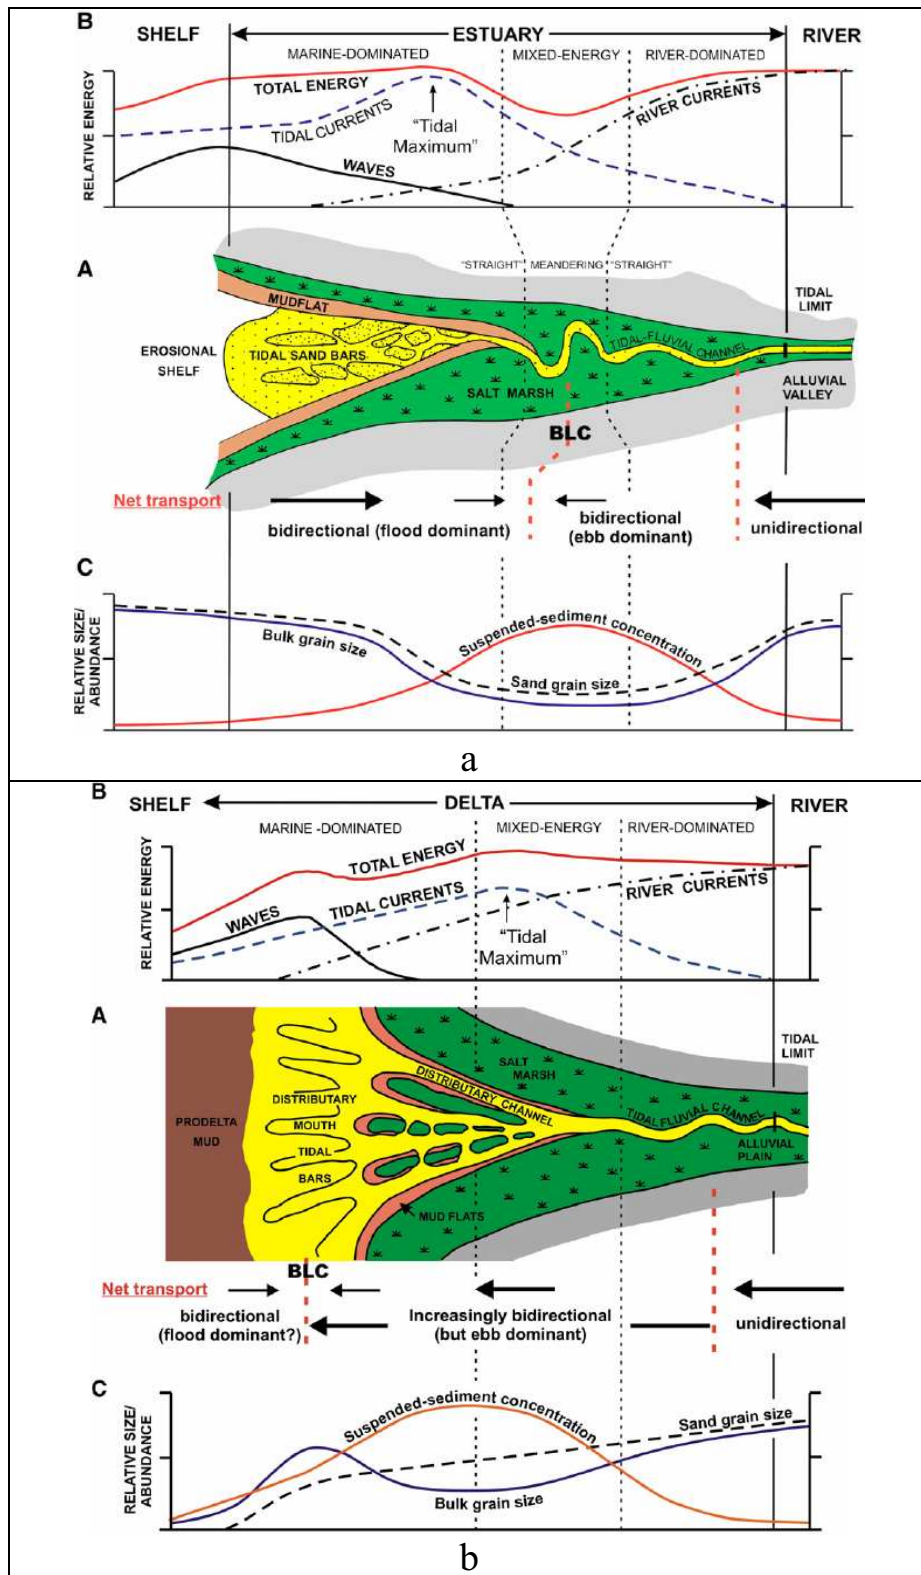 B
SHELF
ESTUARY
RIVER
MARINE-DOMINATED
MIXED-ENERGY
RIVER-DOMINATED
RELATIVE ENERGY
TOTAL ENERGY
TIDAL CURRENTS
"Tidal
Maximum"
WAVES
RIVER CURRENTS
A
"STRAIGHT"
MEANDERING
"STRAIGHT"
TIDAL
LIMIT
MUDFLAT
EROSIONAL
SHELF
TIDAL SAND BARS
TIDAL-FLUVIAL
CHANNEL
SALT MARSH
ALLUVIAL
VALLEY
BLC
Net transport
bidirectional (flood dominant)
bidirectional
(ebb dominant)
unidirectional
C
RELATIVE SIZE/
ABUNDANCE
Bulk grain size
Suspended-sediment concentration
Sand grain size
a
B
SHELF
DELTA
RIVER
MARINE -DOMINATED
MIXED-ENERGY
RIVER-DOMINATED
RELATIVE ENERGY
TOTAL ENERGY
WAVES
TIDAL CURRENTS
"Tidal
Maximum"
RIVER CURRENTS
A
TIDAL
LIMIT
SALT
MARSH
DISTRIBUTARY CHANNEL
TIDAL FLUVIAL CHANNEL
PRODELTA
MUD
DISTRIBUTARY
MOUTH
TIDAL
BARS
ALLUVIAL
PLAIN
MUD FLATS
BLC
Net transport
bidirectional
(flood dominant?)
Increasingly bidirectional
(but ebb dominant)
unidirectional
C
RELATIVE SIZE/
ABUNDANCE
Suspended-sediment concentration
Sand grain size
Bulk grain size
b